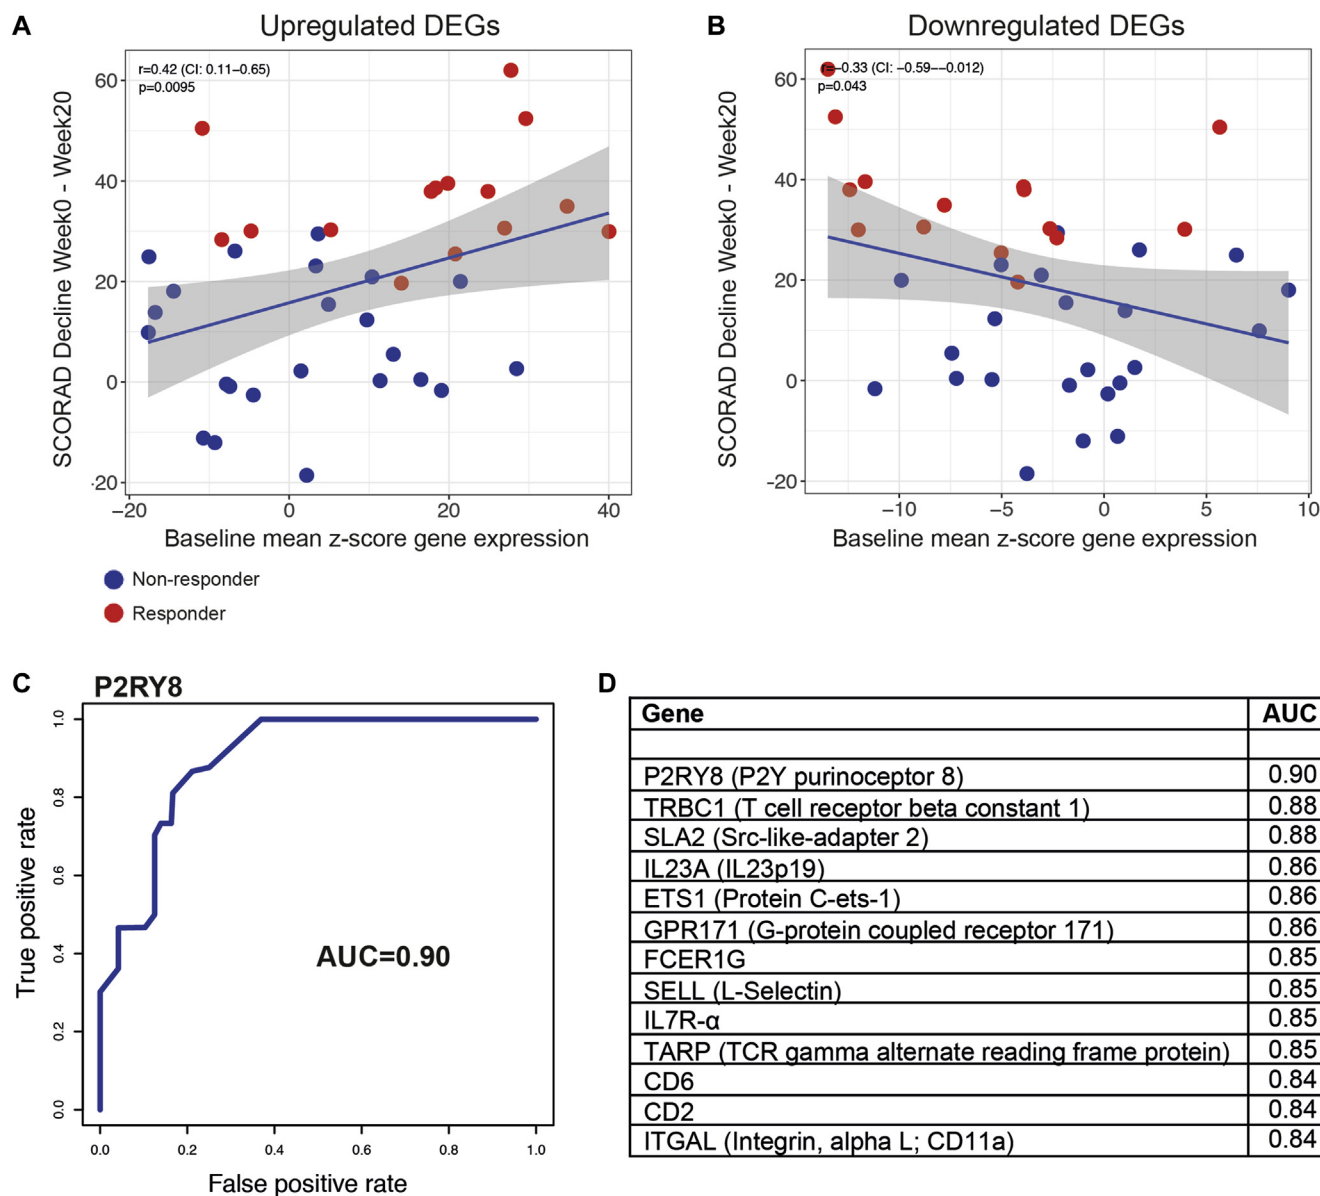 A
Upregulated DEGs
r=0.42 (CI: 0.11–0.65)
p=0.0095
SCORAD Decline Week0 - Week20
60
40
20
0
-20
−20 0 20 40
Baseline mean z-score gene expression
Non-responder
Responder
B
Downregulated DEGs
r=−0.33 (CI: −0.59−−0.012)
p=0.043
SCORAD Decline Week0 - Week20
60
40
20
0
−20
−10 −5 0 5 10
Baseline mean z-score gene expression
C
P2RY8
True positive rate
1.0
0.8
0.6
0.4
0.2
0.0
AUC=0.90
0.0 0.2 0.4 0.6 0.8 1.0
False positive rate
D
Gene AUC
P2RY8 (P2Y purinoceptor 8) 0.90
TRBC1 (T cell receptor beta constant 1) 0.88
SLA2 (Src-like-adapter 2) 0.88
IL23A (IL23p19) 0.86
ETS1 (Protein C-ets-1) 0.86
GPR171 (G-protein coupled receptor 171) 0.86
FCER1G 0.85
SELL (L-Selectin) 0.85
IL7R-α 0.85
TARP (TCR gamma alternate reading frame protein) 0.85
CD6 0.84
CD2 0.84
ITGAL (Integrin, alpha L; CD11a) 0.84